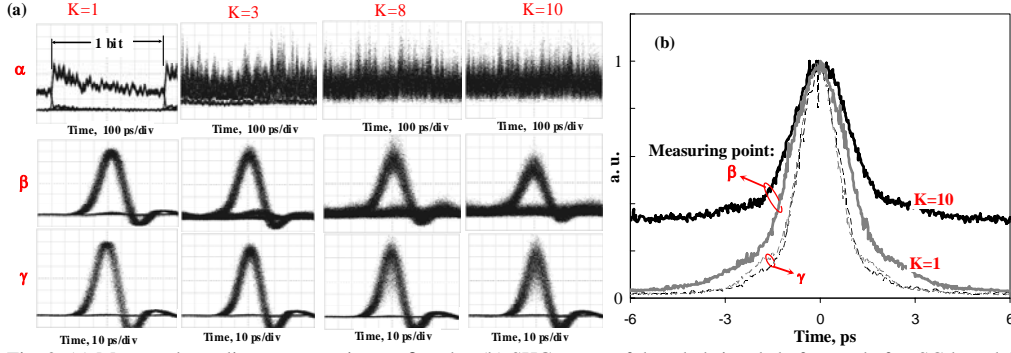 (a) K=1 K=3 K=8 K=10
α
1 bit
Time, 100 ps/div Time, 100 ps/div Time, 100 ps/div Time, 100 ps/div
β
γ
Time, 10 ps/div Time, 10 ps/div Time, 10 ps/div Time, 10 ps/div
(b)
a. u.
1
0
Measuring point:
β
K=10
K=1
γ
-6 -3 0 3 6
Time, ps